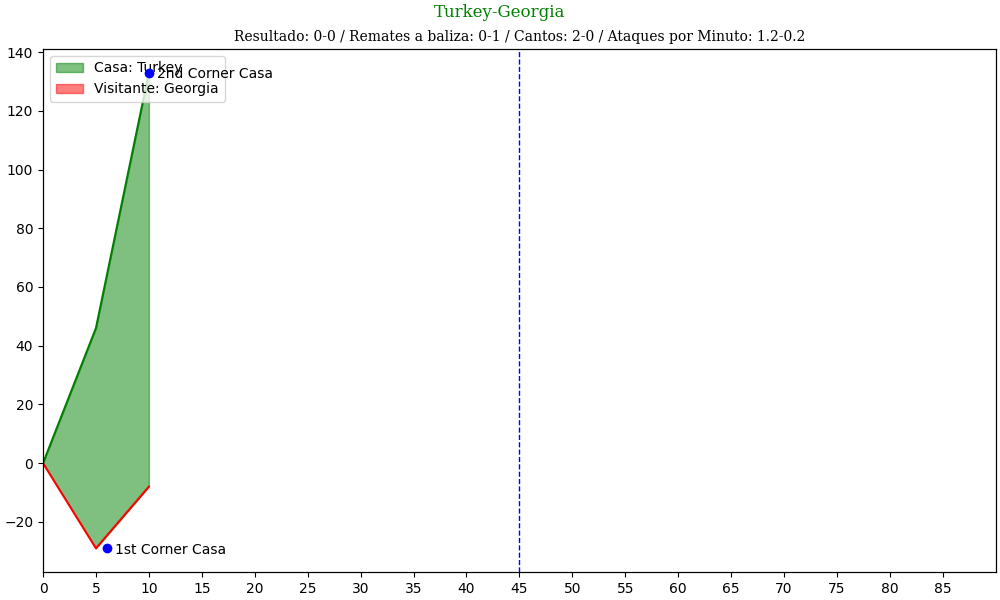 Turkey-Georgia
Resultado: 0-0 / Remates a baliza: 0-1 / Cantos: 2-0 / Ataques por Minuto: 1.2-0.2
140
120
100
80
60
40
20
0
−20
Casa: Turkey
Visitante: Georgia
2nd Corner Casa
1st Corner Casa
0 5 10 15 20 25 30 35 40 45 50 55 60 65 70 75 80 85